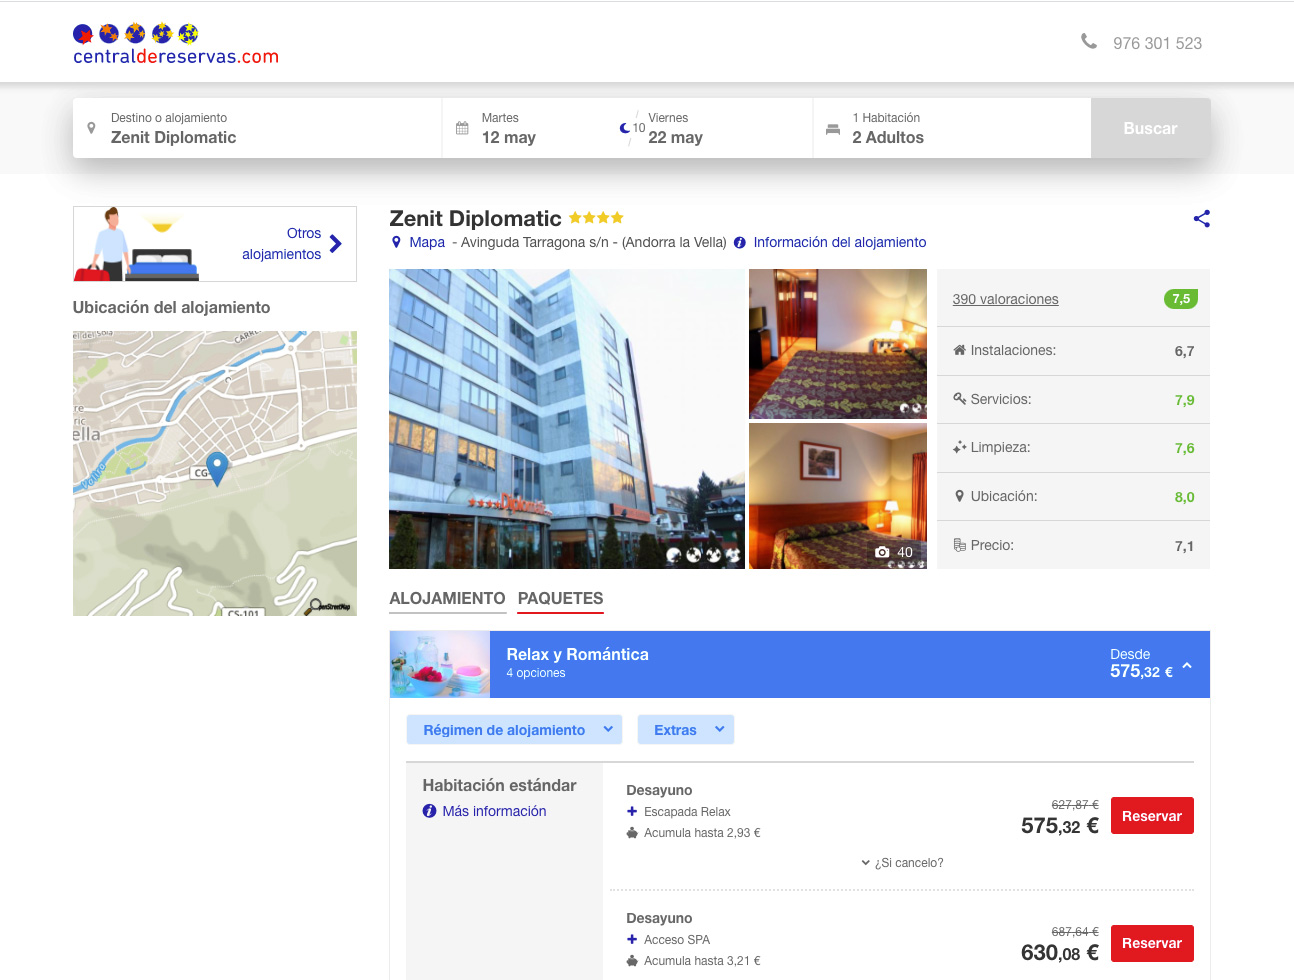 centraldereservas.com
976 301 523
Destino o alojamiento
Zenit Diplomatic
Martes
12 may
10
Viernes
22 may
1 Habitación
2 Adultos
Buscar
Otros
alojamientos
Ubicación del alojamiento
Zenit Diplomatic
Mapa - Avinguda Tarragona s/n - (Andorra la Vella) Información del alojamiento
Diplomatic
40
390 valoraciones 7,5
Instalaciones: 6,7
Servicios: 7,9
Limpieza: 7,6
Ubicación: 8,0
Precio: 7,1
CS-101
OpenStreetMap
ALOJAMIENTO PAQUETES
Relax y Romántica
4 opciones
Desde
575,32 €
Régimen de alojamiento
Extras
Habitación estándar
Más información
Desayuno
Escapada Relax
Acumula hasta 2,93 €
627,87 €
575,32 €
Reservar
¿Si cancelo?
Desayuno
Acceso SPA
Acumula hasta 3,21 €
687,64 €
630,08 €
Reservar